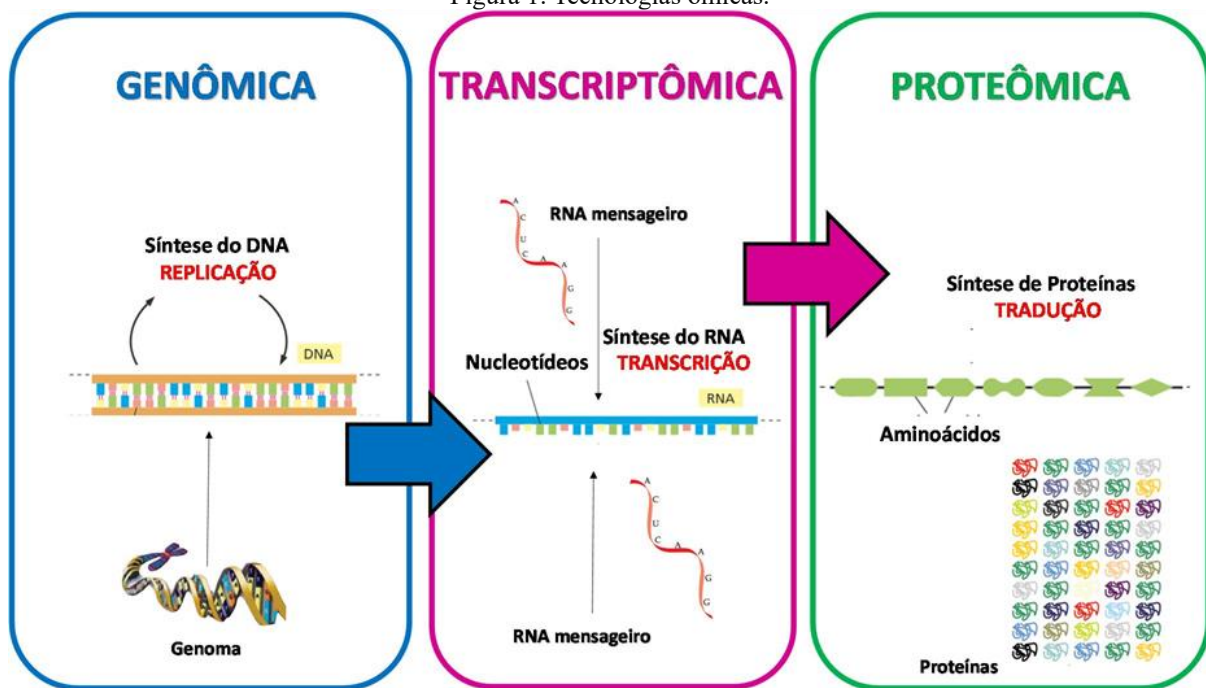 Figura 1. Tecnologias ômicas.
GENÔMICA
Síntese do DNA
REPLICAÇÃO
DNA
Genoma
TRANSCRIPTÔMICA
RNA mensageiro
A
C
U
C
A
A
G
G
Síntese do RNA
TRANSCRIÇÃO
Nucleotídeos
RNA
A
C
U
C
A
A
G
G
RNA mensageiro
PROTEÔMICA
Síntese de Proteínas
TRADUÇÃO
Aminoácidos
Proteínas